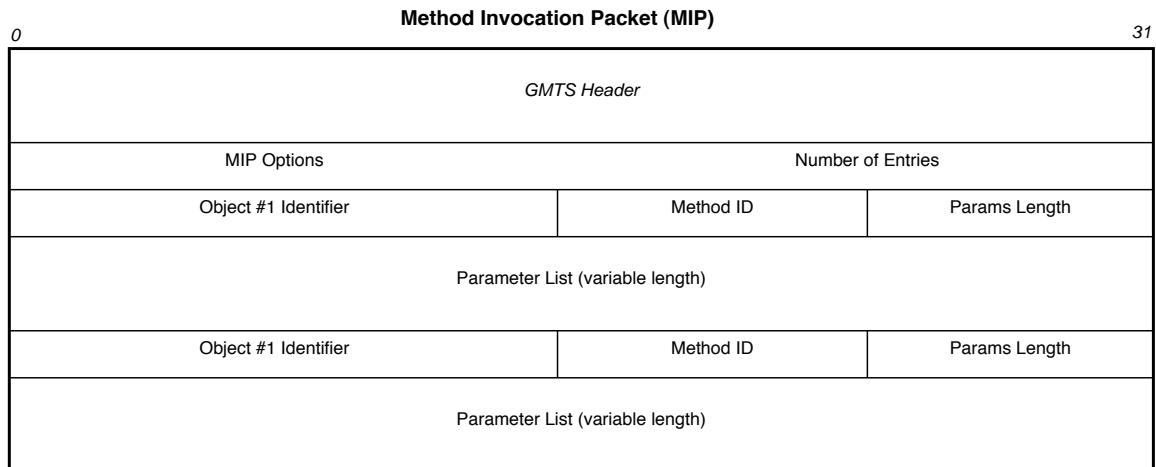 Method Invocation Packet (MIP)
0 31
GMTS Header
MIP Options Number of Entries
Object #1 Identifier Method ID Params Length
Parameter List (variable length)
Object #1 Identifier Method ID Params Length
Parameter List (variable length)